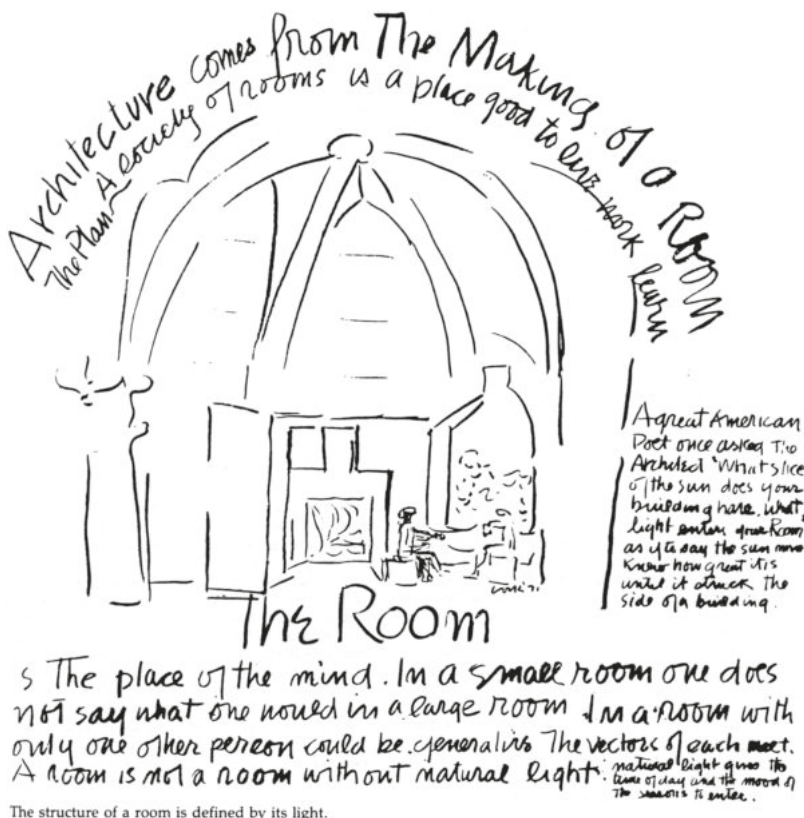 Architecture comes from The Making of a Room
The Plan A society of rooms is a place good to live work learn
A great American
Poet once asked The
Architect 'What slice
of the sun does your
building have. What
light enters your Room
as if to say the sun never
knew how great it is
until it struck the
side of a building.
The Room
s The place of the mind. In a small room one does
not say what one would in a large room In a room with
only one other person could be generative The vectors of each meet.
A room is not a room without natural light.
natural light gives the
time of day and the mood of
The seasons to enter.
The structure of a room is defined by its light.